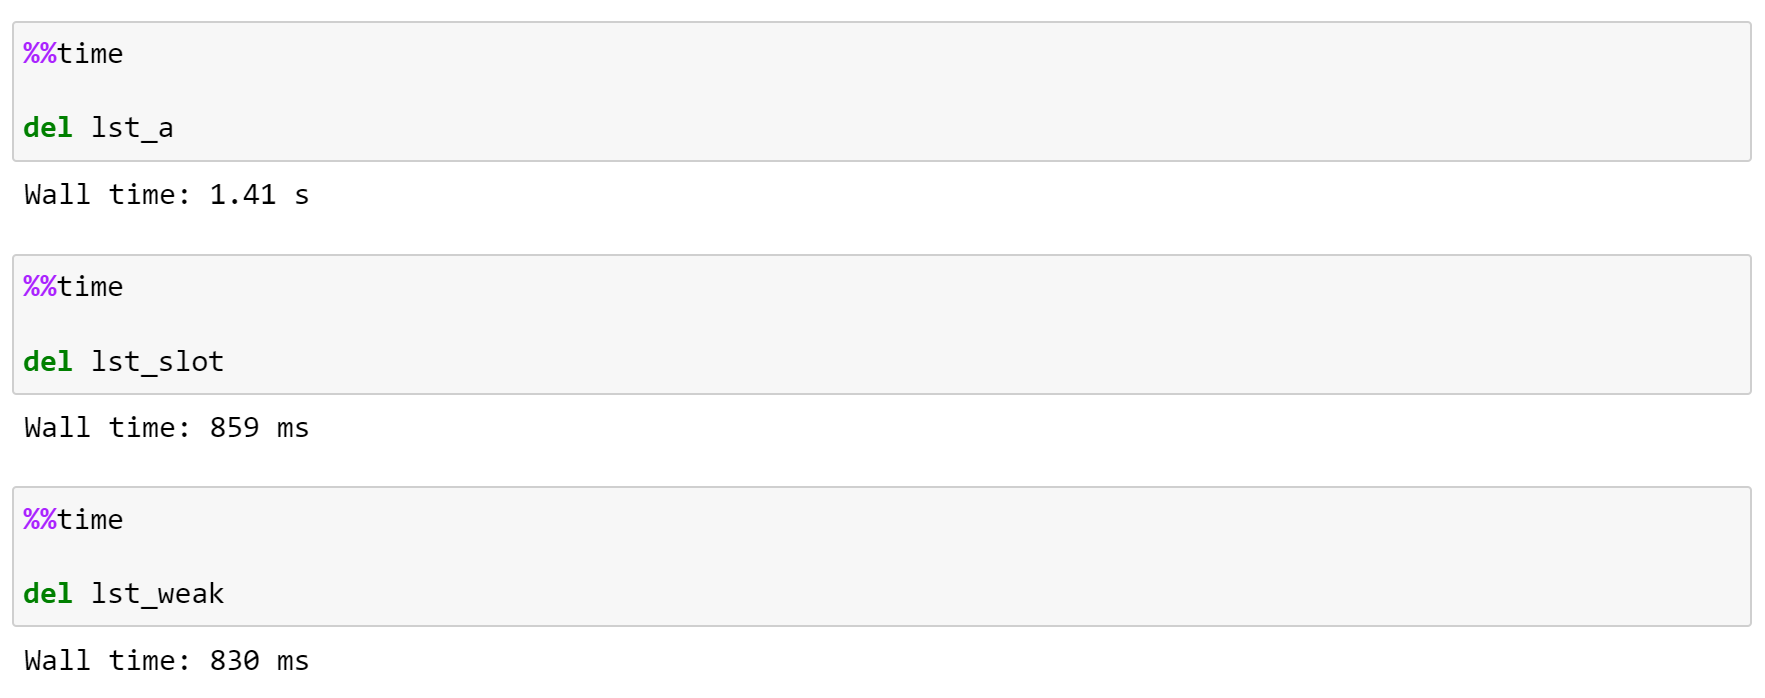 %%time
del lst_a
Wall time: 1.41 s
%%time
del lst_slot
Wall time: 859 ms
%%time
del lst_weak
Wall time: 830 ms